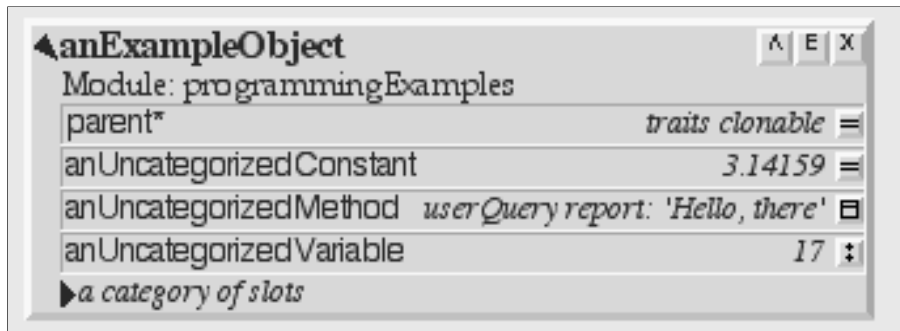 anExampleObject Λ E X
Module: programmingExamples
parent* traits clonable =
anUncategorizedConstant 3.14159 =
anUncategorizedMethod userQuery report: 'Hello, there'
anUncategorizedVariable 17 :
a category of slots